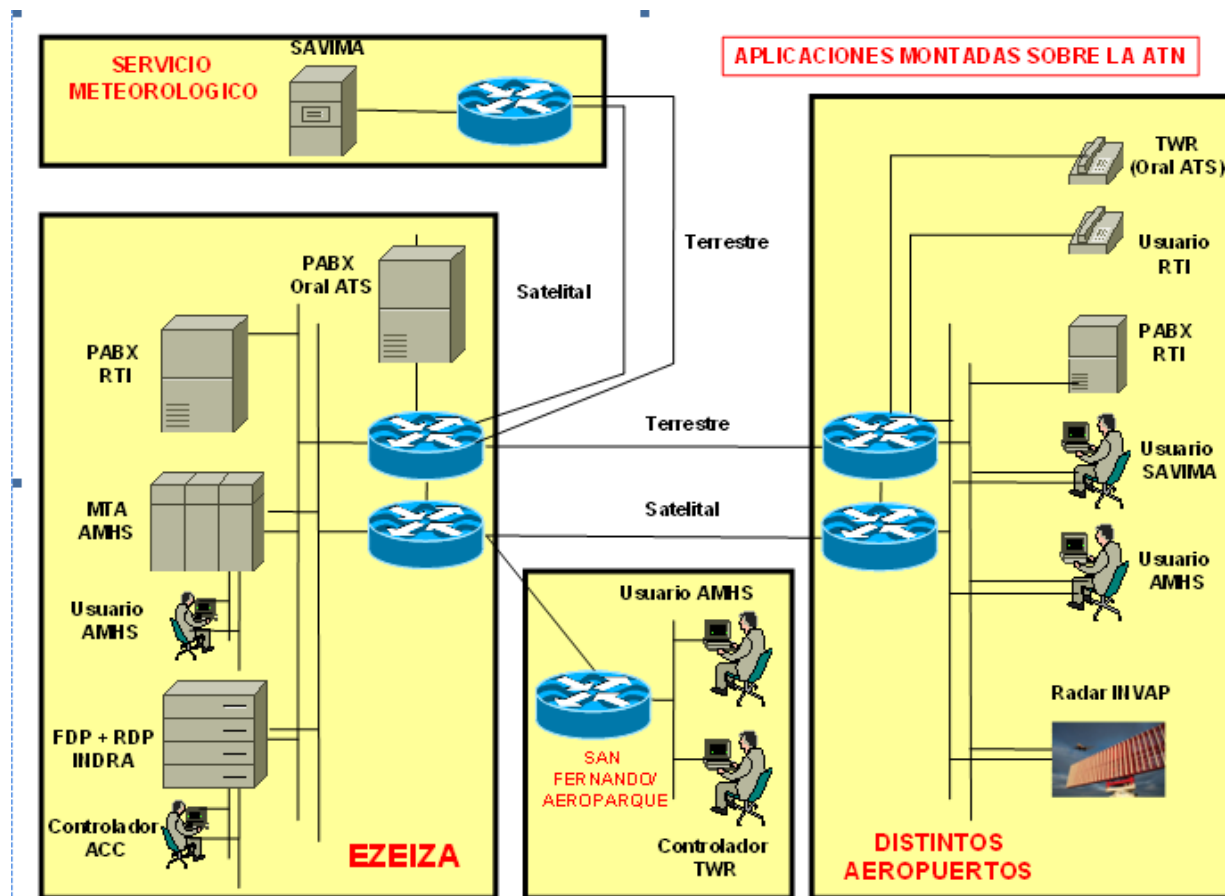 SAVIMA
SERVICIO
METEOROLOGICO
APLICACIONES MONTADAS SOBRE LA ATN
TWR
(Oral ATS)
Usuario
RTI
Terrestre
Satelital
PABX
Oral ATS
PABX
RTI
PABX
RTI
Terrestre
Usuario
SAVIMA
MTA
AMHS
Satelital
Usuario
AMHS
Usuario AMHS
Usuario
AMHS
Radar INVAP
FDP + RDP
INDRA
SAN
FERNANDO/
AEROPARQUE
Controlador
ACC
EZEIZA
Controlador
TWR
DISTINTOS
AEROPUERTOS